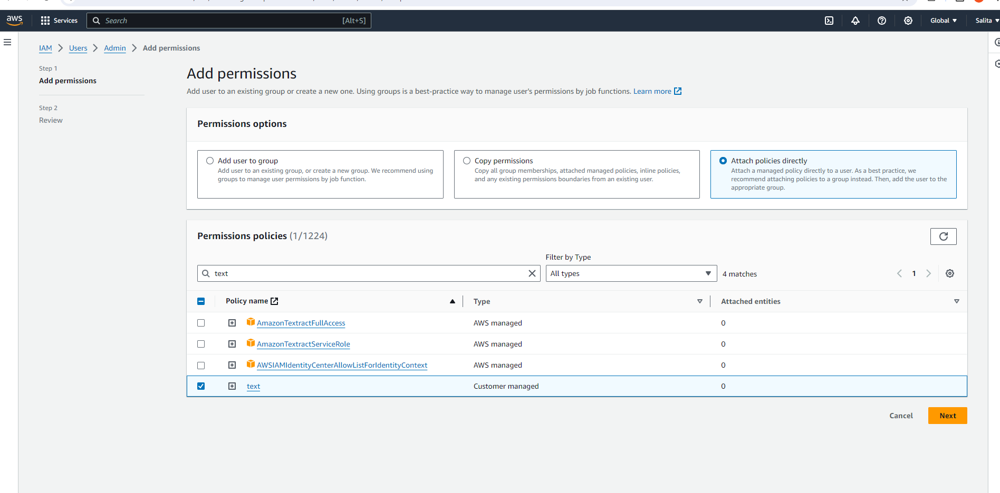 aws Services Search [Alt+S] Global Salita
IAM Users Admin Add permissions
Step 1
Add permissions
Step 2
Review
Add permissions
Add user to an existing group or create a new one. Using groups is a best-practice way to manage user's permissions by job functions. Learn more
Permissions options
Add user to group
Add user to an existing group, or create a new group. We recommend using
groups to manage user permissions by job function.
Copy permissions
Copy all group memberships, attached managed policies, inline policies,
and any existing permissions boundaries from an existing user.
Attach policies directly
Attach a managed policy directly to a user. As a best practice, we
recommend attaching policies to a group instead. Then, add the user to the
appropriate group.
Permissions policies (1/1224)
Filter by Type
text All types 4 matches 1
Policy name Type Attached entities
AmazonTextractFullAccess AWS managed 0
AmazonTextractServiceRole AWS managed 0
AWSIAMIdentityCenterAllowListForIdentityContext AWS managed 0
text Customer managed 0
Cancel Next